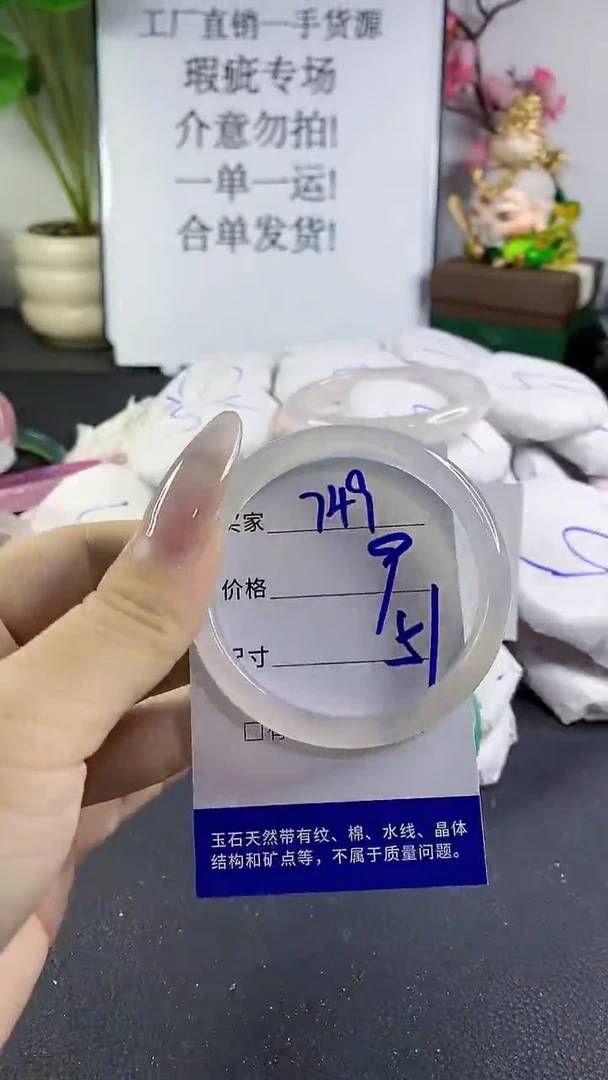 工厂直销一手货源
瑕疵专场
介意勿拍!
一单一运!
合单发货!
家 749
价格 9
寸 51
玉石天然带有纹、棉、水线、晶体
结构和矿点等，不属于质量问题。